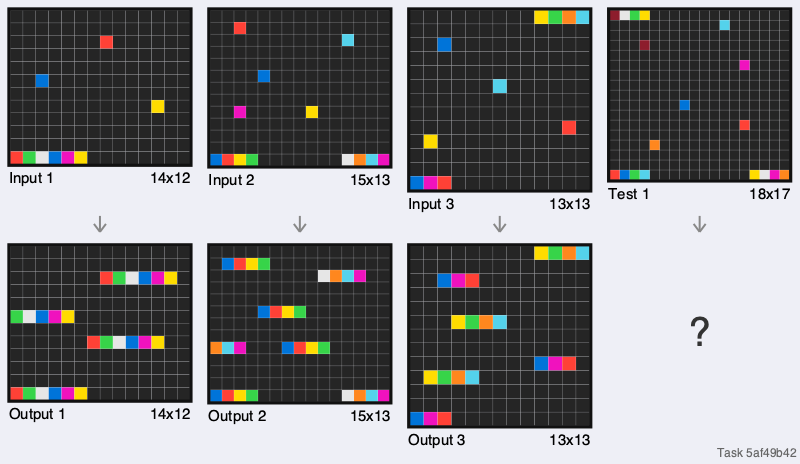 Input 1 14x12
Input 2 15x13
Input 3 13x13
Test 1 18x17
?
Output 1 14x12
Output 2 15x13
Output 3 13x13
Task 5af49b42